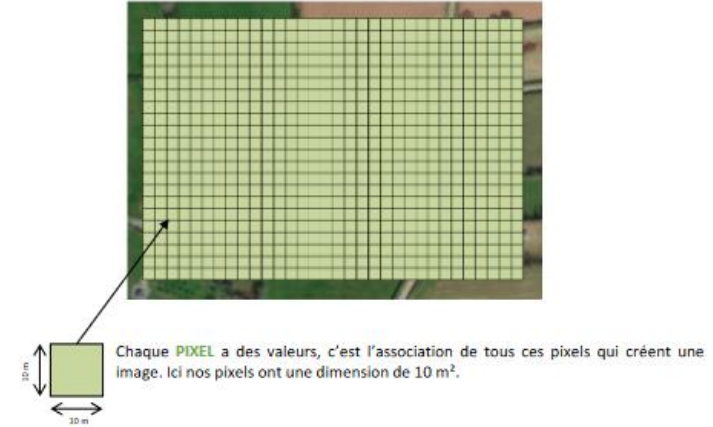 Chaque PIXEL a des valeurs, c'est l'association de tous ces pixels qui créent une
image. Ici nos pixels ont une dimension de 10 m².
10 m
10 m